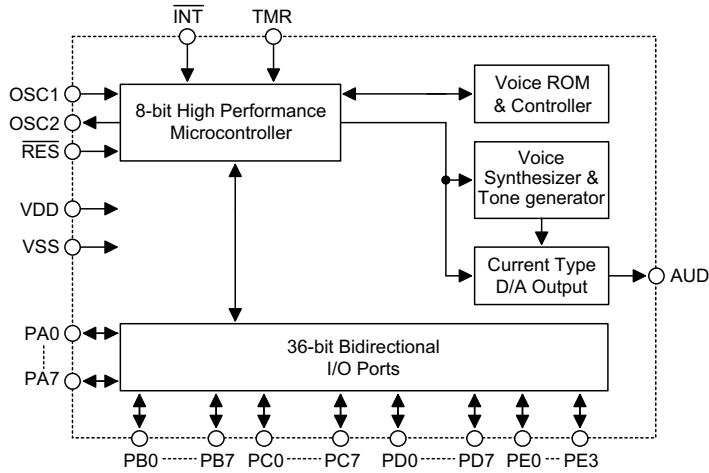 INT TMR
OSC1
OSC2
RES
VDD
VSS
8-bit High Performance
Microcontroller
Voice ROM
& Controller
Voice
Synthesizer &
Tone generator
Current Type
D/A Output
AUD
PA0
PA7
36-bit Bidirectional
I/O Ports
PB0 PB7 PC0 PC7 PD0 PD7 PE0 PE3